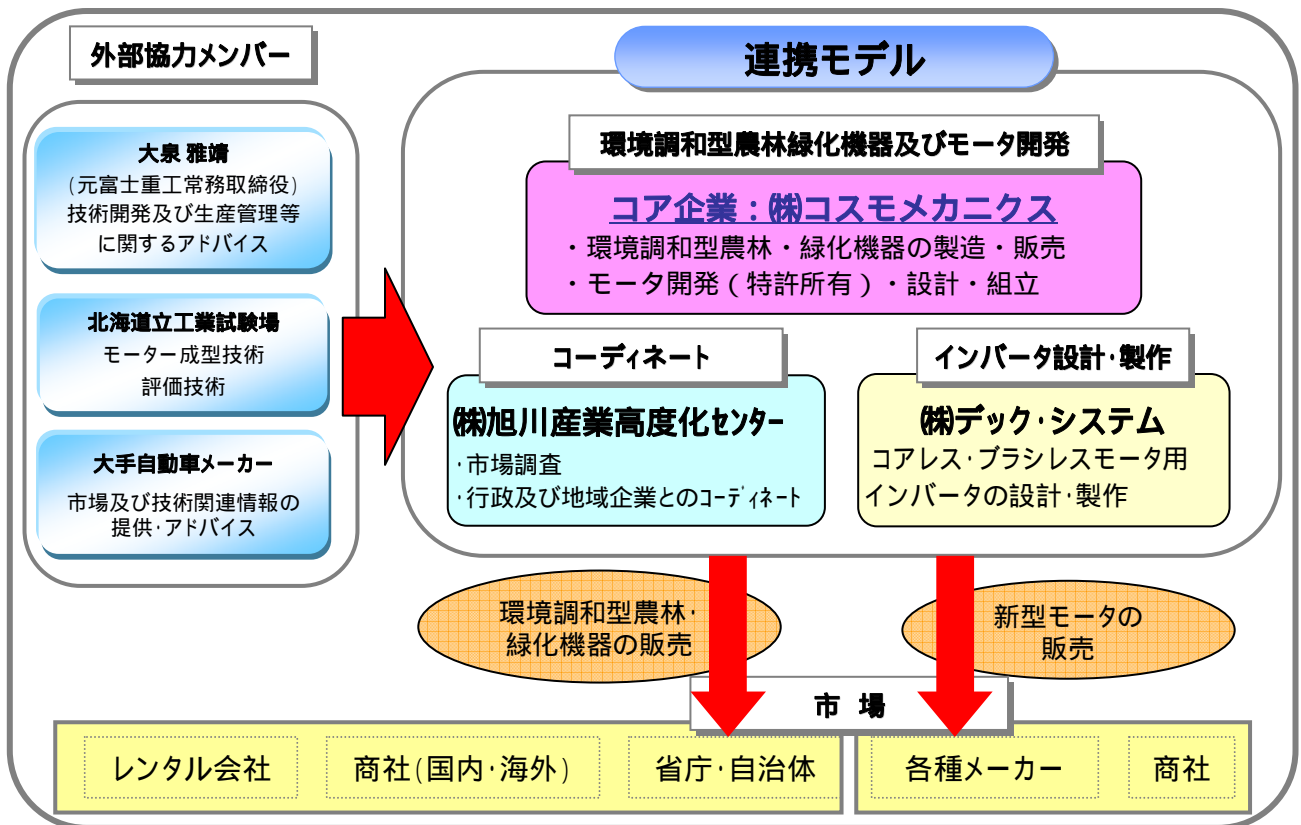 外部協力メンバー
大泉 雅靖
(元富士重工常務取締役)
技術開発及び生産管理等
に関するアドバイス
北海道立工業試験場
モーター成型技術
評価技術
大手自動車メーカー
市場及び技術関連情報の
提供・アドバイス
連携モデル
環境調和型農林緑化機器及びモータ開発
コア企業:㈱コスモメカニクス
・環境調和型農林・緑化機器の製造・販売
・モータ開発(特許所有)・設計・組立
コーディネート
㈱旭川産業高度化センター
・市場調査
・行政及び地域企業とのコーディネート
インバータ設計・製作
㈱デック・システム
コアレス・ブラシレスモータ用
インバータの設計・製作
環境調和型農林・
緑化機器の販売
新型モータの
販売
市 場
レンタル会社
商社(国内・海外)
省庁・自治体
各種メーカー
商社